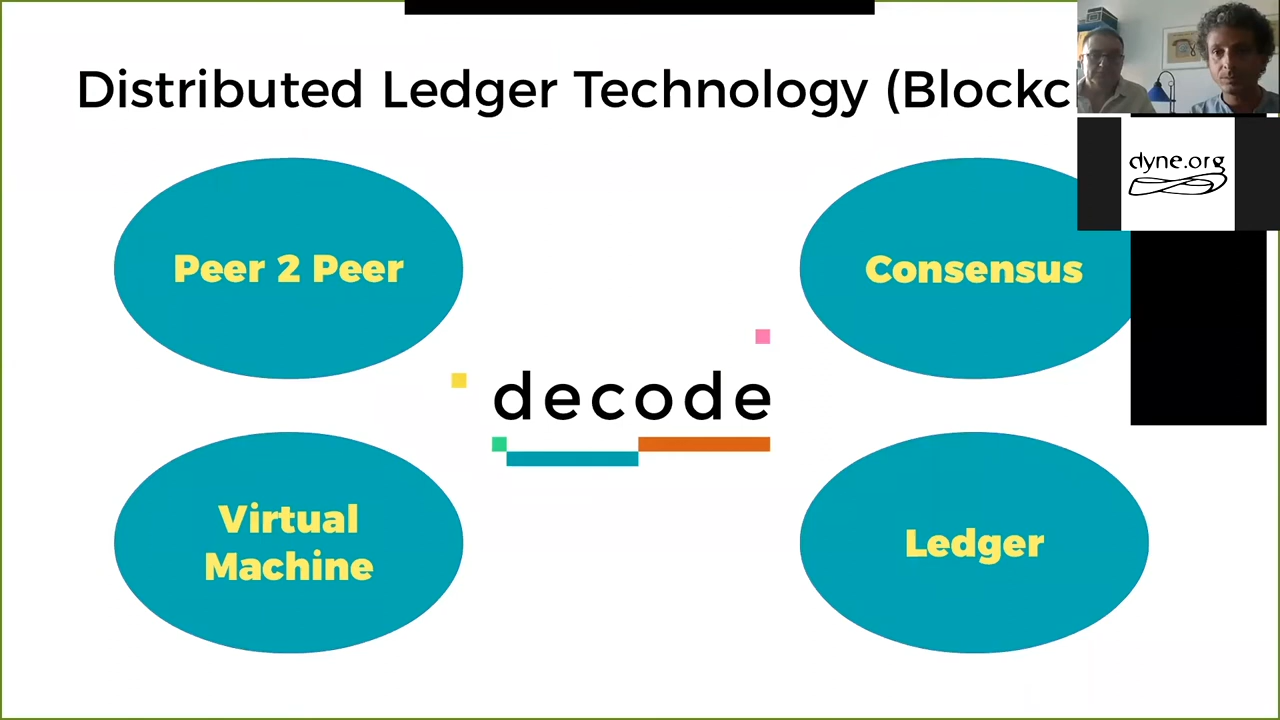 Distributed Ledger Technology (Blockc
dyne.org
Peer 2 Peer
Consensus
decode
Virtual
Machine
Ledger